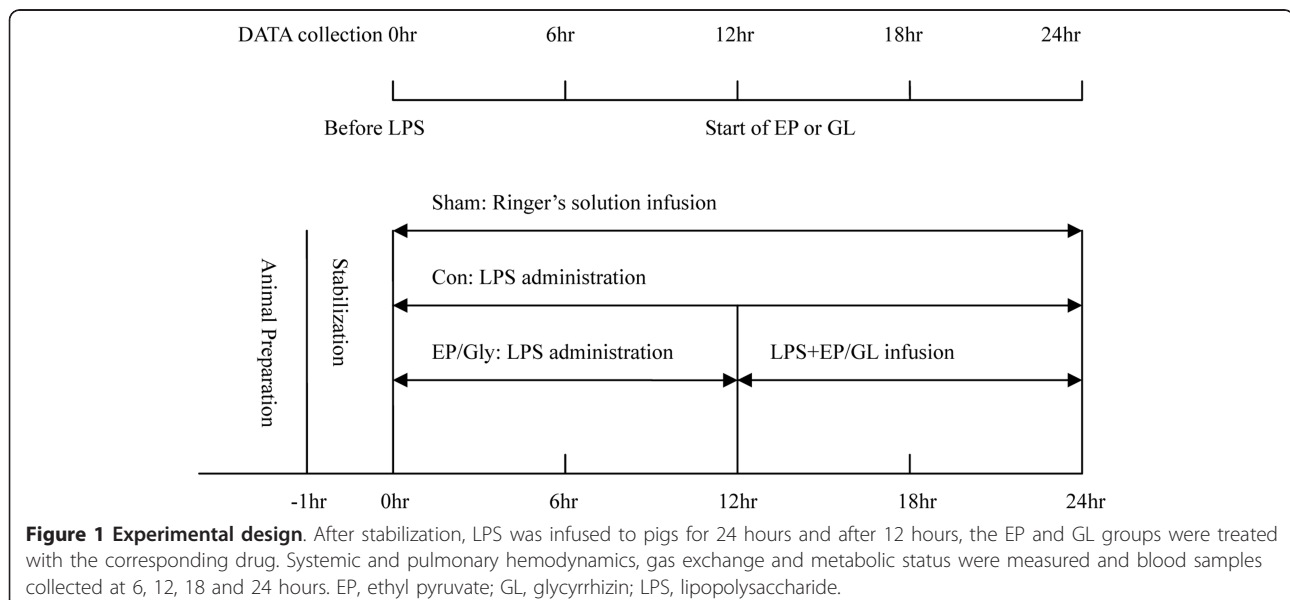 DATA collection 0hr 6hr 12hr 18hr 24hr
Before LPS Start of EP or GL
Sham: Ringer's solution infusion
Con: LPS administration
EP/Gly: LPS administration LPS+EP/GL infusion
Animal Preparation
Stabilization
-1hr 0hr 6hr 12hr 18hr 24hr
Figure 1 Experimental design. After stabilization, LPS was infused to pigs for 24 hours and after 12 hours, the EP and GL groups were treated
with the corresponding drug. Systemic and pulmonary hemodynamics, gas exchange and metabolic status were measured and blood samples
collected at 6, 12, 18 and 24 hours. EP, ethyl pyruvate; GL, glycyrrhizin; LPS, lipopolysaccharide.